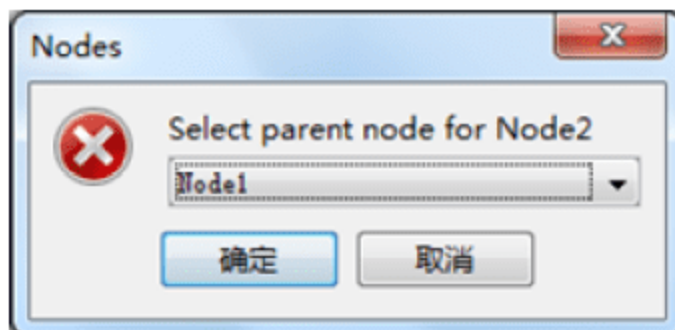 Nodes
Select parent node for Node2
Node1
确定
取消